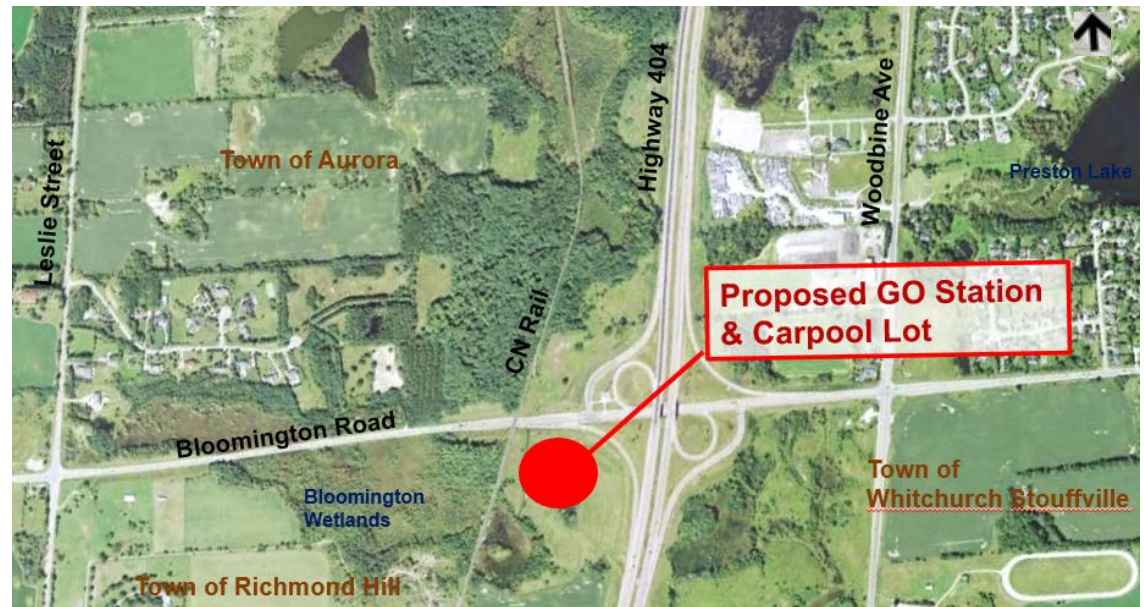 Leslie Street
Town of Aurora
CN Rail
Highway 404
Woodbine Ave
Preston Lake
Proposed GO Station
& Carpool Lot
Bloomington Road
Bloomington
Wetlands
Town of
Whitchurch Stouffville
Town of Richmond Hill